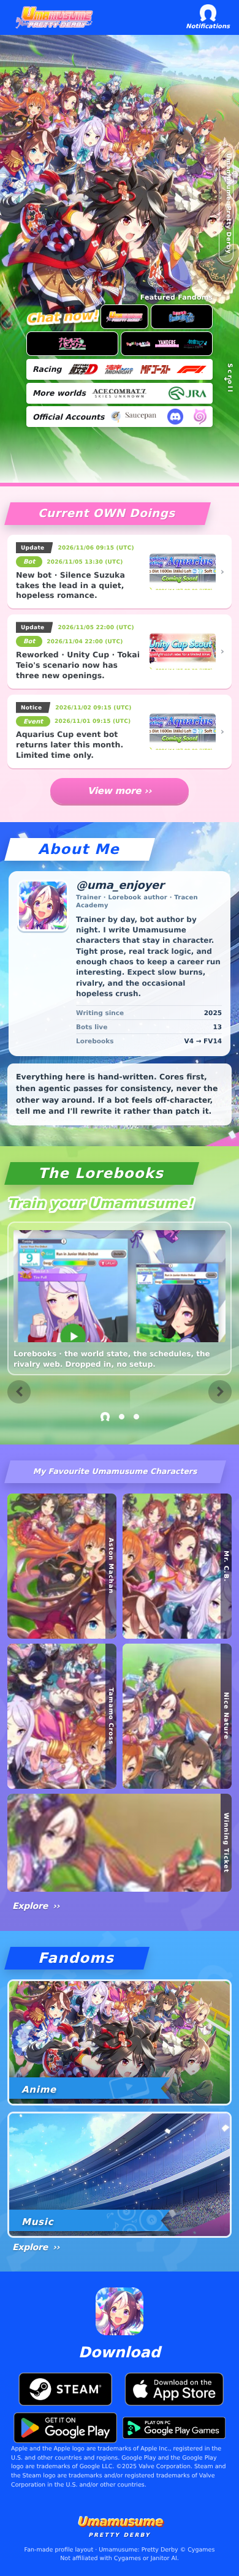 Umamusume
PRETTY DERBY
Notifications
Umamusume Pretty Derby
Featured Fandom
Chat now!
YANDERE
Racing
F1
More worlds
ACE COMBAT
SKIES UNKNOWN
JRA
Official Accounts
Saucepan
Scroll
Current OWN Doings
Update
2026/11/06 09:15 (UTC)
Bot
2026/11/05 13:30 (UTC)
New bot · Silence Suzuka
takes the lead in a quiet,
hopeless romance.
Aquarius
Coming Soon!
Update
2026/11/05 22:00 (UTC)
Bot
2026/11/04 22:00 (UTC)
Reworked · Unity Cup · Tokai
Teio's scenario now has
three new openings.
Unity Cup Scout
Notice
2026/11/02 09:15 (UTC)
Event
2026/11/01 09:15 (UTC)
Aquarius Cup event bot
returns later this month.
Limited time only.
Aquarius
Coming Soon!
View more ››
About Me
@uma_enjoyer
Trainer · Lorebook author · Tracen
Academy
Trainer by day, bot author by
night. I write Umamusume
characters that stay in character.
Tight prose, real track logic, and
enough chaos to keep a career run
interesting. Expect slow burns,
rivalry, and the occasional
hopeless crush.
Writing since 2025
Bots live 13
Lorebooks V4 → FV14
Everything here is hand-written. Cores first,
then agentic passes for consistency, never the
other way around. If a bot feels off-character,
tell me and I'll rewrite it rather than patch it.
The Lorebooks
Train your Umamusume!
Lorebooks · the world state, the schedules, the
rivalry web. Dropped in, no setup.
My Favourite Umamusume Characters
Aston Machan
Mr. C.B.
Tamamo Cross
Nice Nature
Winning Ticket
Explore ››
Fandoms
Anime
Music
Explore ››
Download
STEAM
Download on the
App Store
GET IT ON
Google Play
PLAY ON PC
Google Play Games
Apple and the Apple logo are trademarks of Apple Inc., registered in the
U.S. and other countries and regions. Google Play and the Google Play
logo are trademarks of Google LLC. ©2025 Valve Corporation. Steam and
the Steam logo are trademarks and/or registered trademarks of Valve
Corporation in the U.S. and/or other countries.
Umamusume
PRETTY DERBY
Fan-made profile layout · Umamusume: Pretty Derby © Cygames
Not affiliated with Cygames or Janitor AI.